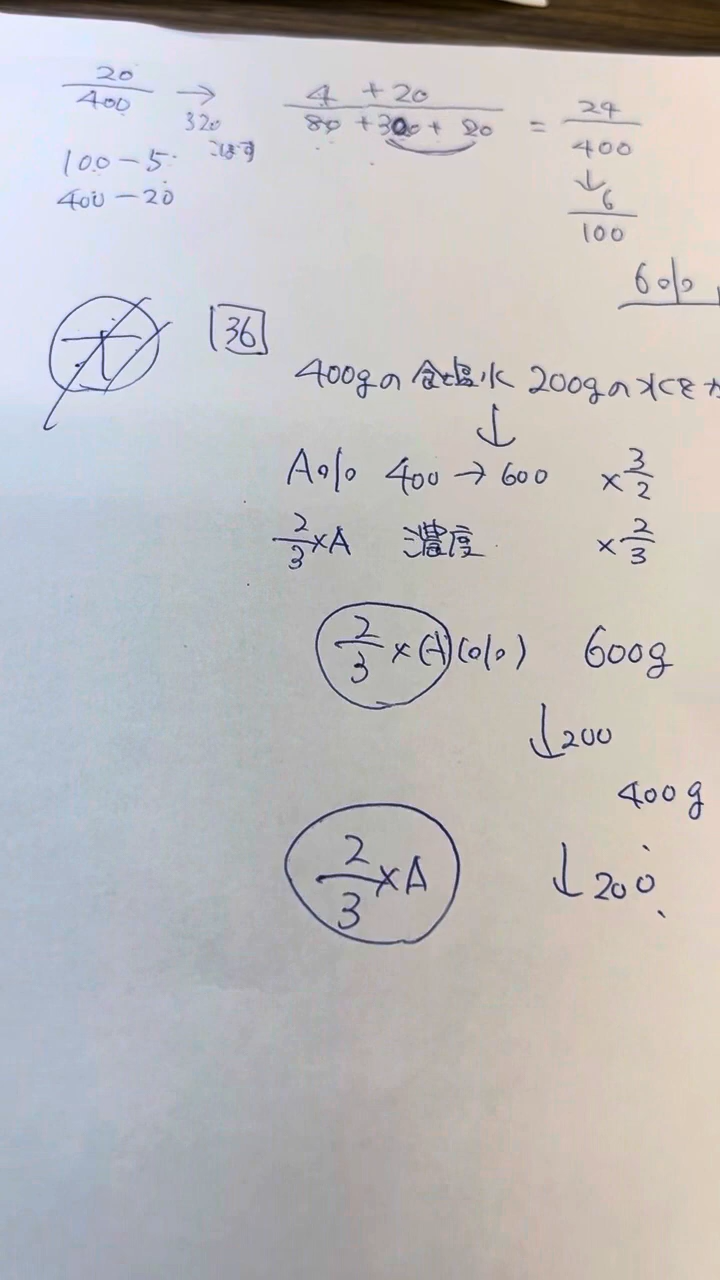 20/400 → 320 こぼす
4 + 20 / 80 + 300 + 20 = 24/400
100 − 5
400 − 20
↓
6/100
6%
水
36
400gの食塩水 200gの水を
↓
A% 400 → 600 × 3/2
2/3 × A 濃度 × 2/3
2/3 × A (%) 600g
↓200
400g
2/3 × A ↓200